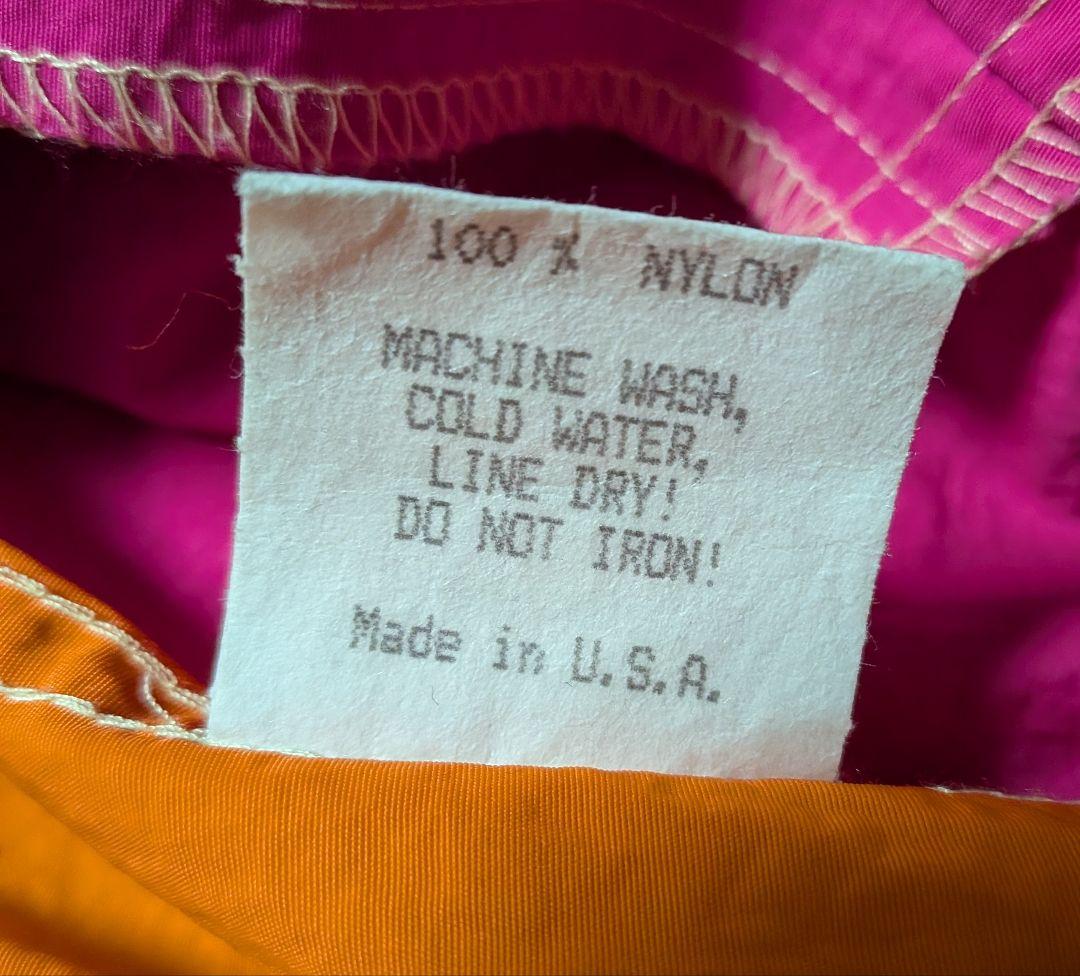 100 % NYLON
MACHINE WASH,
COLD WATER,
LINE DRY!
DO NOT IRON!
Made in U.S.A.